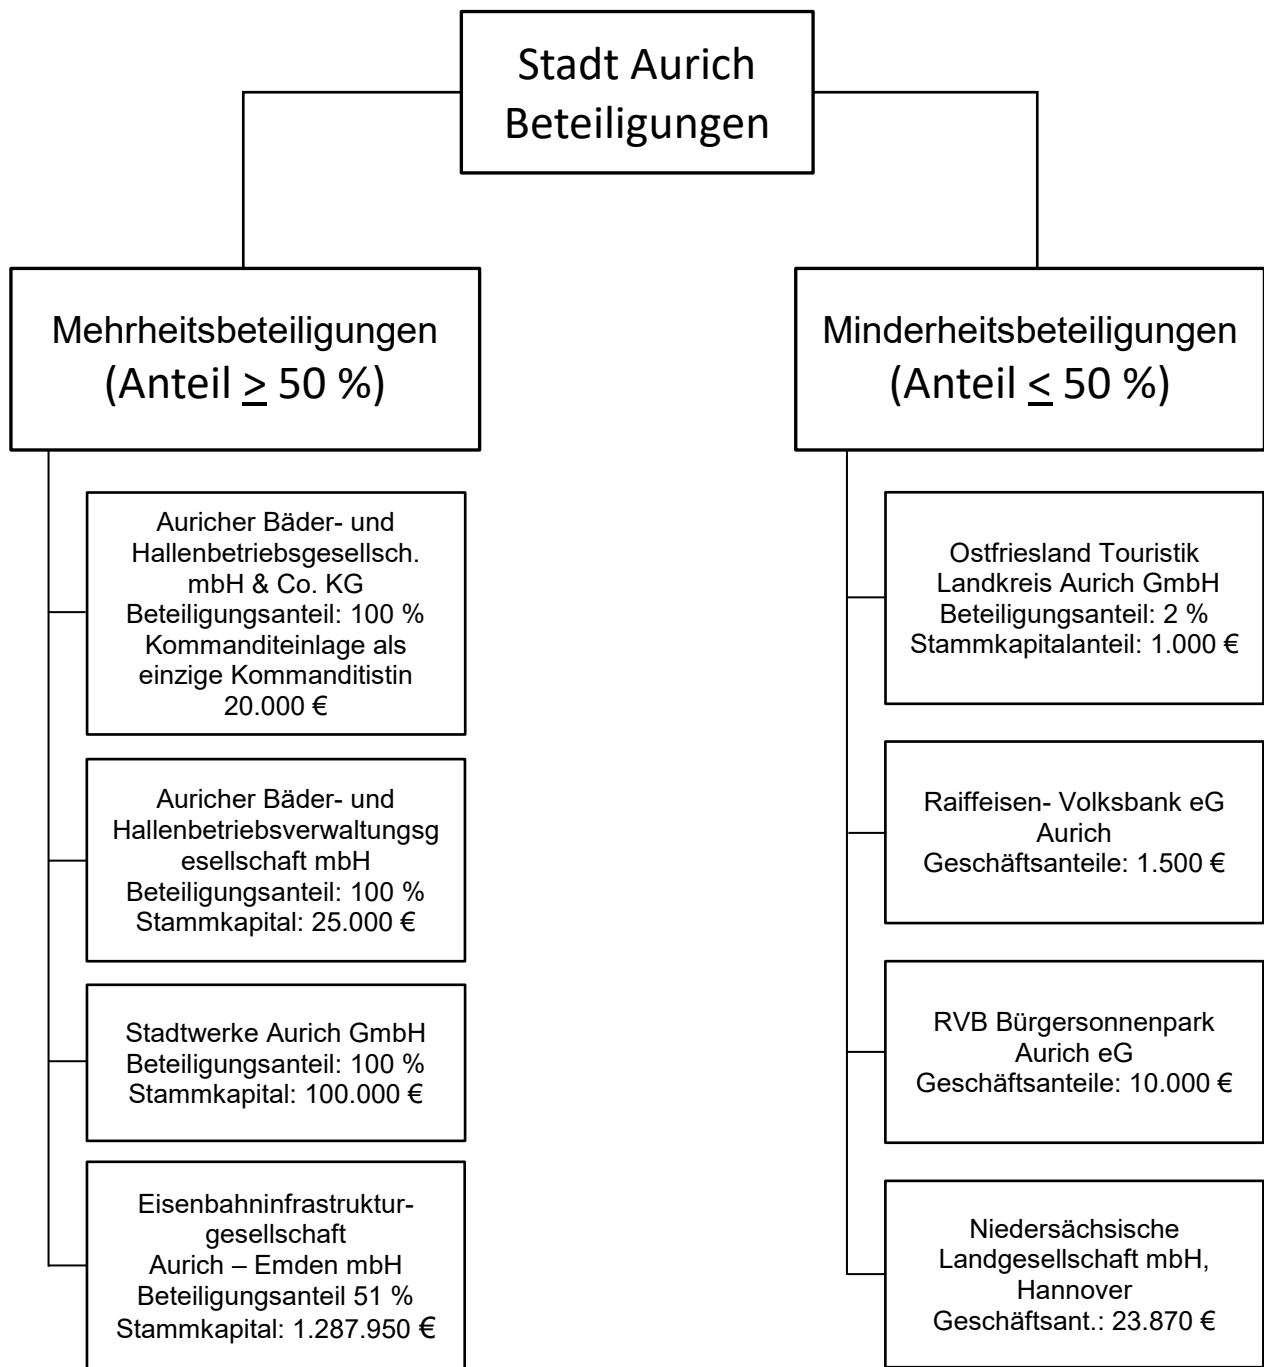 Stadt Aurich
Beteiligungen
Mehrheitsbeteiligungen
(Anteil ≥ 50 %)
Auricher Bäder- und
Hallenbetriebsgesellsch.
mbH & Co. KG
Beteiligungsanteil: 100 %
Kommanditeinlage als
einzige Kommanditistin
20.000 €
Auricher Bäder- und
Hallenbetriebsverwaltungsg
esellschaft mbH
Beteiligungsanteil: 100 %
Stammkapital: 25.000 €
Stadtwerke Aurich GmbH
Beteiligungsanteil: 100 %
Stammkapital: 100.000 €
Eisenbahninfrastruktur-
gesellschaft
Aurich – Emden mbH
Beteiligungsanteil 51 %
Stammkapital: 1.287.950 €
Minderheitsbeteiligungen
(Anteil ≤ 50 %)
Ostfriesland Touristik
Landkreis Aurich GmbH
Beteiligungsanteil: 2 %
Stammkapitalanteil: 1.000 €
Raiffeisen- Volksbank eG
Aurich
Geschäftsanteile: 1.500 €
RVB Bürgersonnenpark
Aurich eG
Geschäftsanteile: 10.000 €
Niedersächsische
Landgesellschaft mbH,
Hannover
Geschäftsant.: 23.870 €